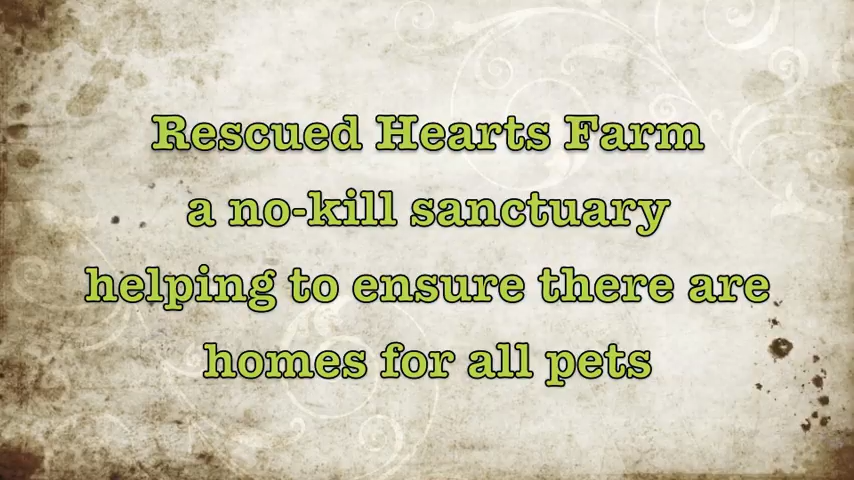 Rescued Hearts Farm
a no-kill sanctuary
helping to ensure there are
homes for all pets